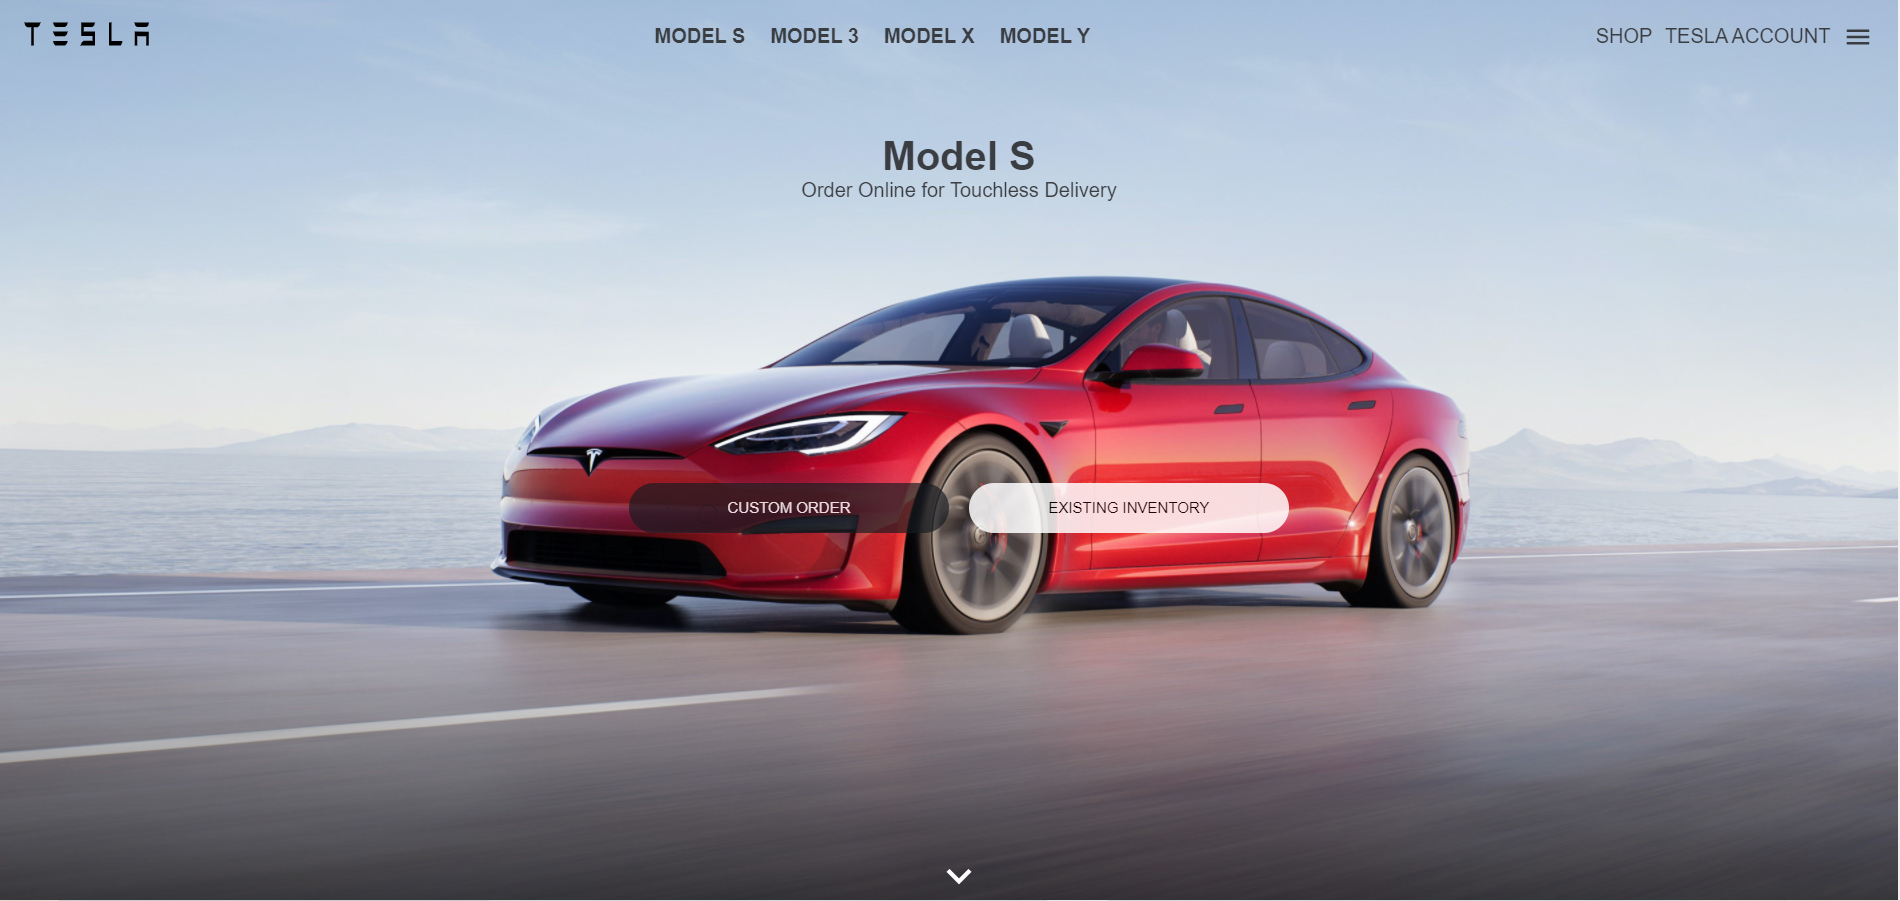 TESLA
MODEL S MODEL 3 MODEL X MODEL Y
SHOP TESLA ACCOUNT
Model S
Order Online for Touchless Delivery
CUSTOM ORDER
EXISTING INVENTORY